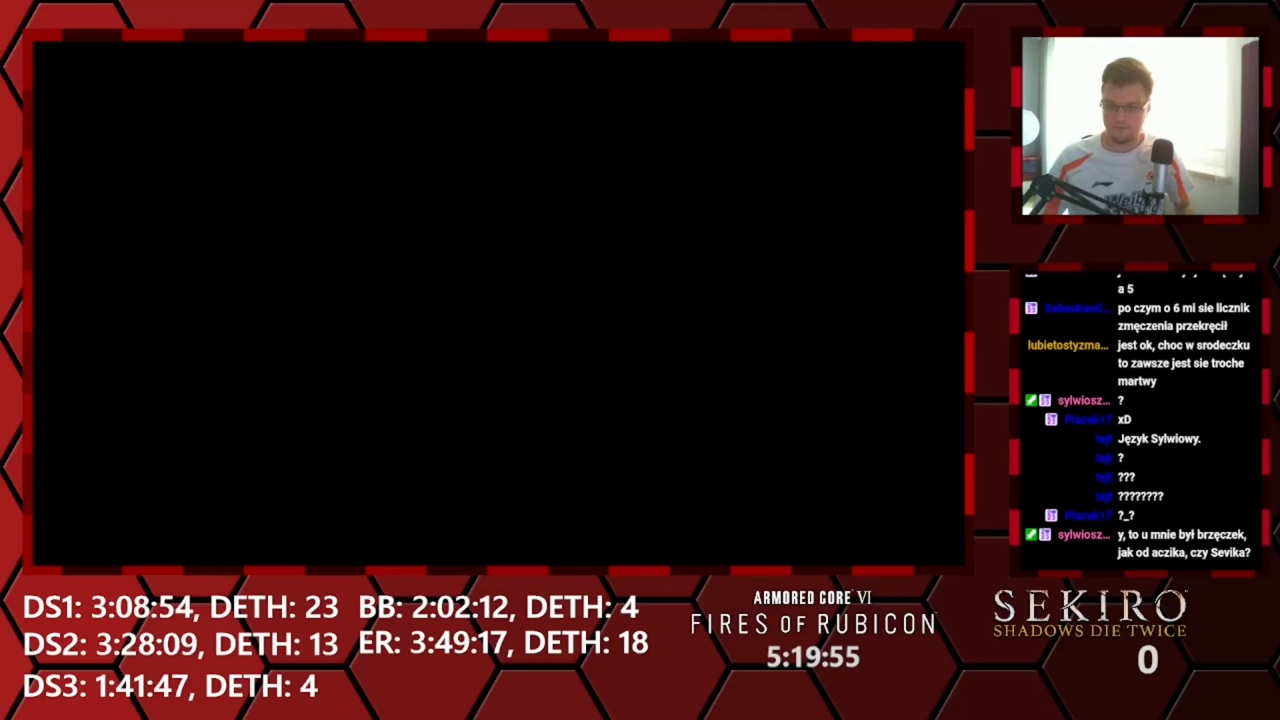 a 5
po czym o 6 mi sie licznik
zmęczenia przekręcił
lubietostyzma... jest ok, choc w srodeczku
to zawsze jest sie troche
martwy
sylwiosz... ?
Placek17 xD
Język Sylwiowy.
?
???
????????
Placek17 ?_?
sylwiosz... y, to u mnie był brzęczek,
jak od aczika, czy Sevika?
DS1: 3:08:54, DETH: 23 BB: 2:02:12, DETH: 4
DS2: 3:28:09, DETH: 13 ER: 3:49:17, DETH: 18
DS3: 1:41:47, DETH: 4
ARMORED CORE VI
FIRES OF RUBICON
5:19:55
SEKIRO
SHADOWS DIE TWICE
0